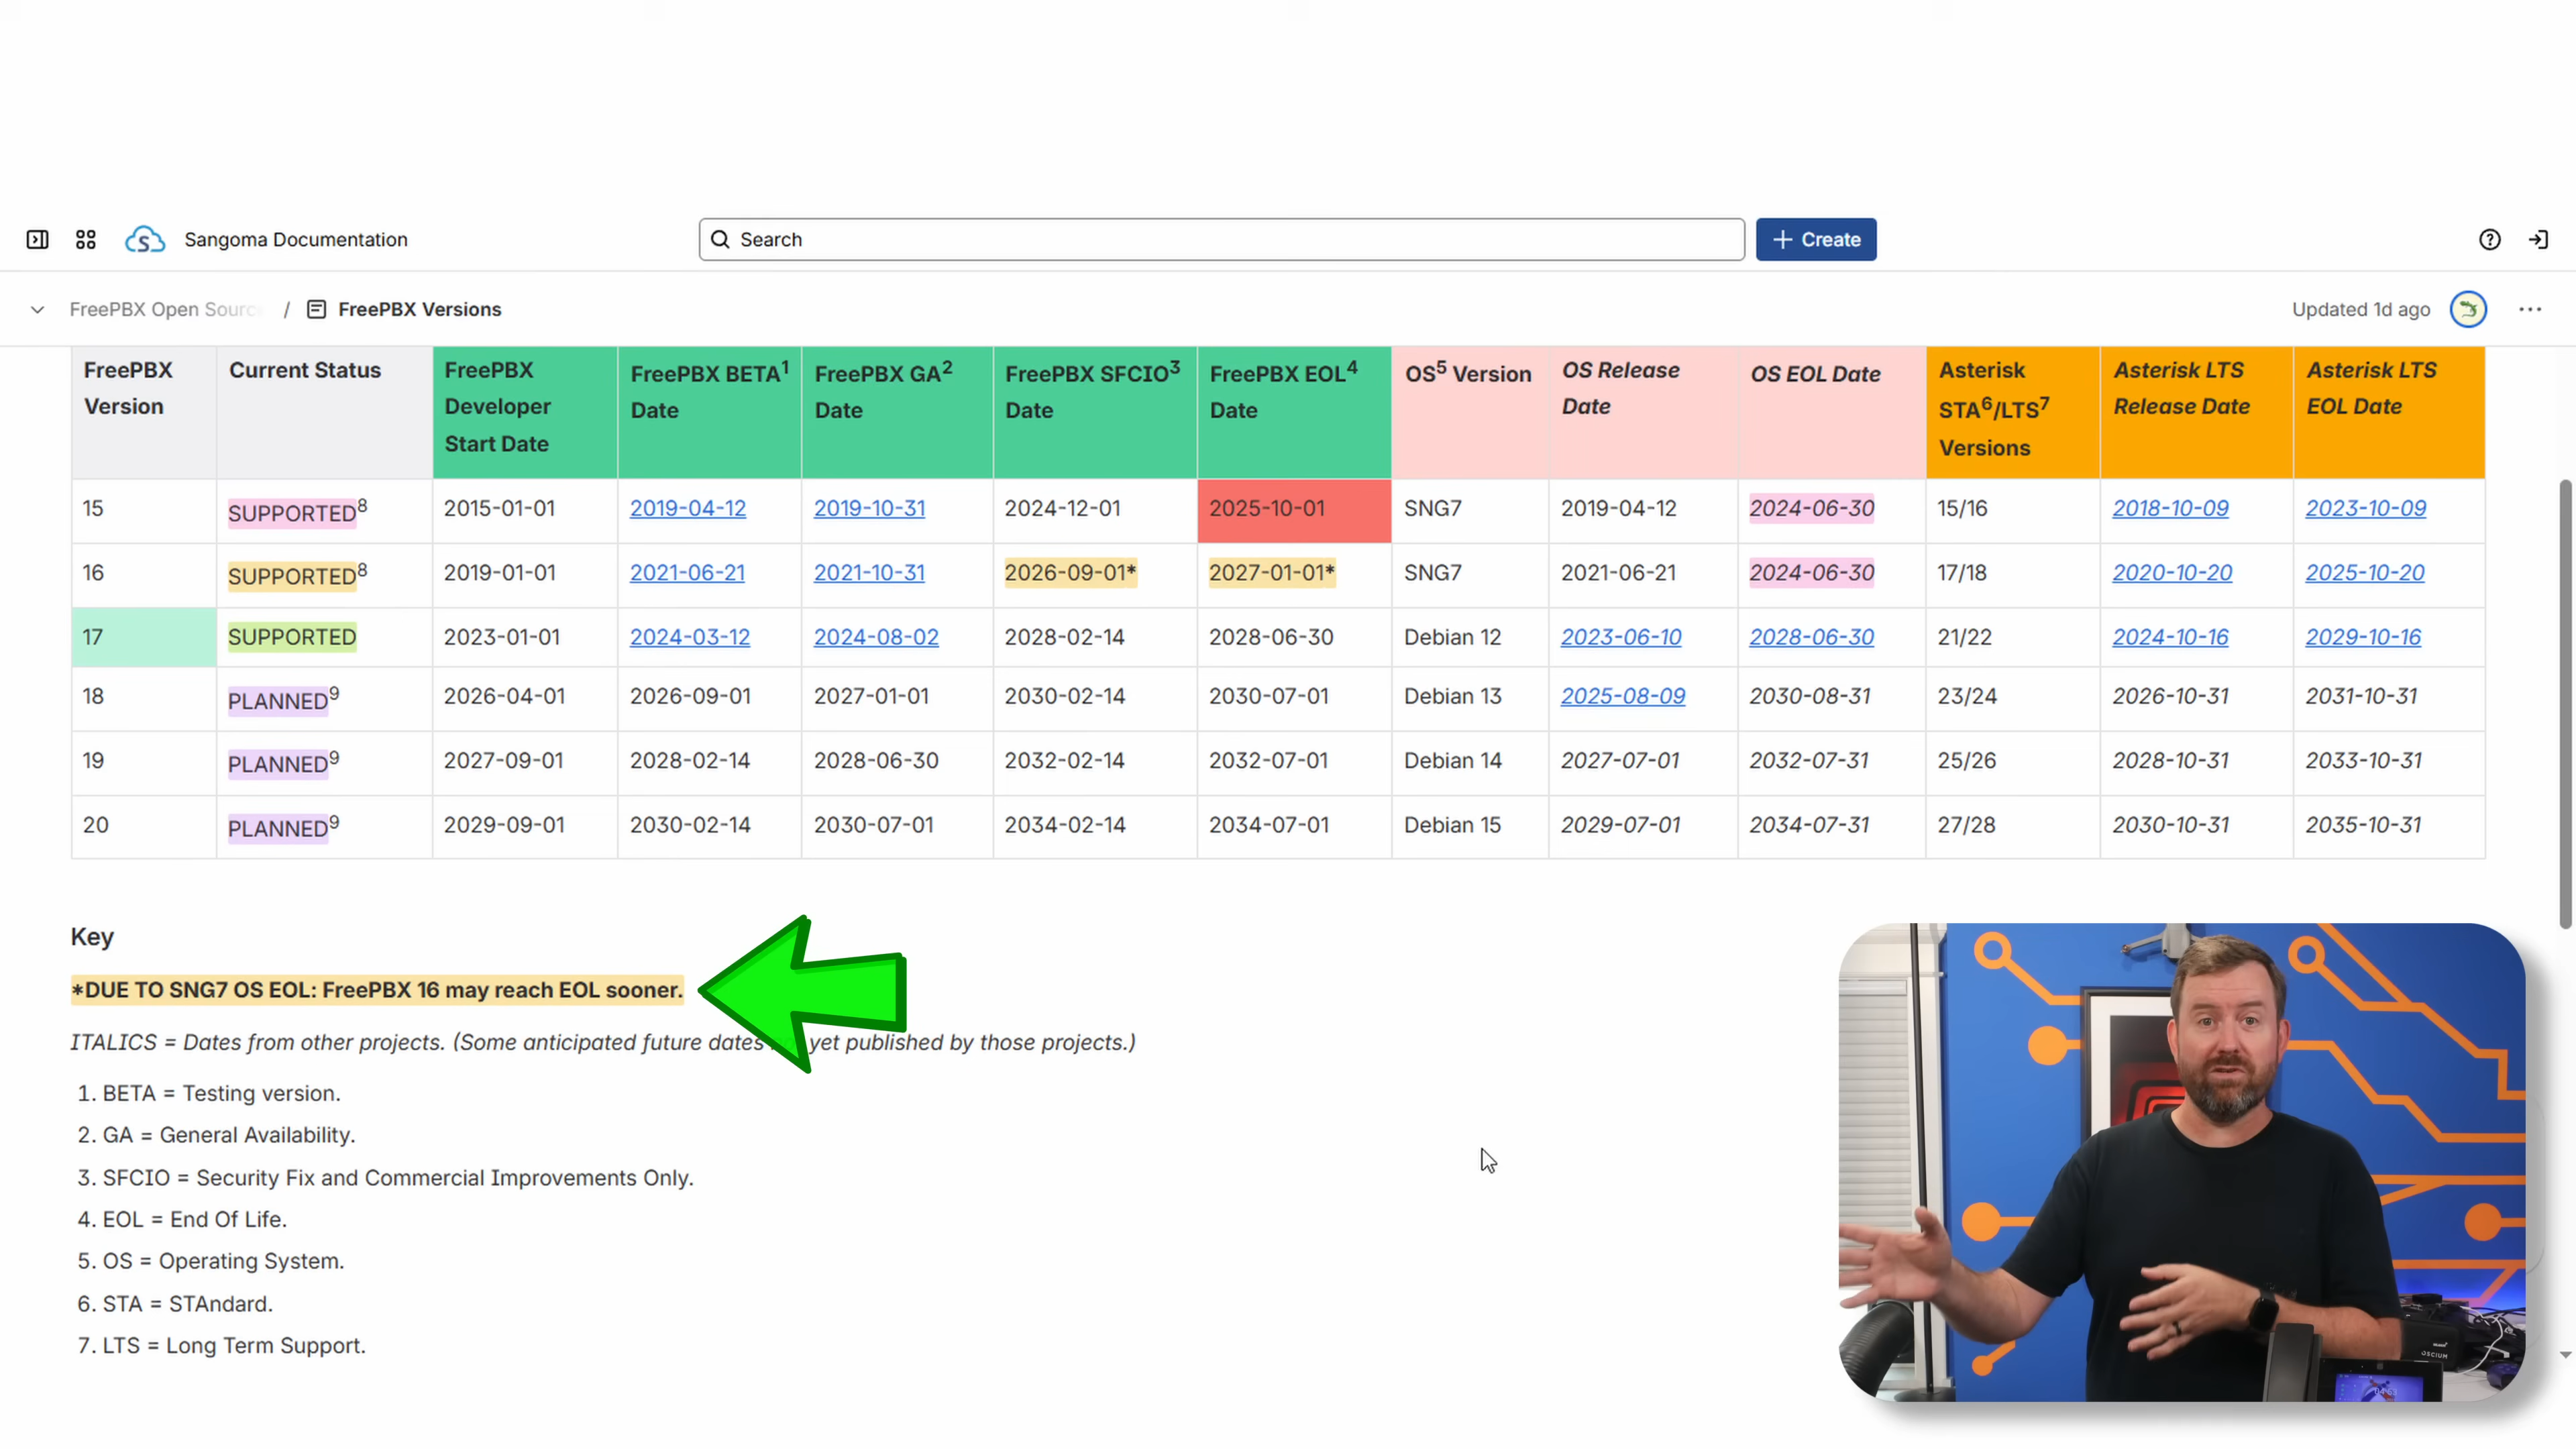 Sangoma Documentation
Search
+ Create
FreePBX Open Sourc / FreePBX Versions
Updated 1d ago
FreePBX Version | Current Status | FreePBX Developer Start Date | FreePBX BETA1 Date | FreePBX GA2 Date | FreePBX SFCIO3 Date | FreePBX EOL4 Date | OS5 Version | OS Release Date | OS EOL Date | Asterisk STA6/LTS7 Versions | Asterisk LTS Release Date | Asterisk LTS EOL Date
15 | SUPPORTED8 | 2015-01-01 | 2019-04-12 | 2019-10-31 | 2024-12-01 | 2025-10-01 | SNG7 | 2019-04-12 | 2024-06-30 | 15/16 | 2018-10-09 | 2023-10-09
16 | SUPPORTED8 | 2019-01-01 | 2021-06-21 | 2021-10-31 | 2026-09-01* | 2027-01-01* | SNG7 | 2021-06-21 | 2024-06-30 | 17/18 | 2020-10-20 | 2025-10-20
17 | SUPPORTED | 2023-01-01 | 2024-03-12 | 2024-08-02 | 2028-02-14 | 2028-06-30 | Debian 12 | 2023-06-10 | 2028-06-30 | 21/22 | 2024-10-16 | 2029-10-16
18 | PLANNED9 | 2026-04-01 | 2026-09-01 | 2027-01-01 | 2030-02-14 | 2030-07-01 | Debian 13 | 2025-08-09 | 2030-08-31 | 23/24 | 2026-10-31 | 2031-10-31
19 | PLANNED9 | 2027-09-01 | 2028-02-14 | 2028-06-30 | 2032-02-14 | 2032-07-01 | Debian 14 | 2027-07-01 | 2032-07-31 | 25/26 | 2028-10-31 | 2033-10-31
20 | PLANNED9 | 2029-09-01 | 2030-02-14 | 2030-07-01 | 2034-02-14 | 2034-07-01 | Debian 15 | 2029-07-01 | 2034-07-31 | 27/28 | 2030-10-31 | 2035-10-31
Key
*DUE TO SNG7 OS EOL: FreePBX 16 may reach EOL sooner.
ITALICS = Dates from other projects. (Some anticipated future dates yet published by those projects.)
1. BETA = Testing version.
2. GA = General Availability.
3. SFCIO = Security Fix and Commercial Improvements Only.
4. EOL = End Of Life.
5. OS = Operating System.
6. STA = STAndard.
7. LTS = Long Term Support.
OSCIUM